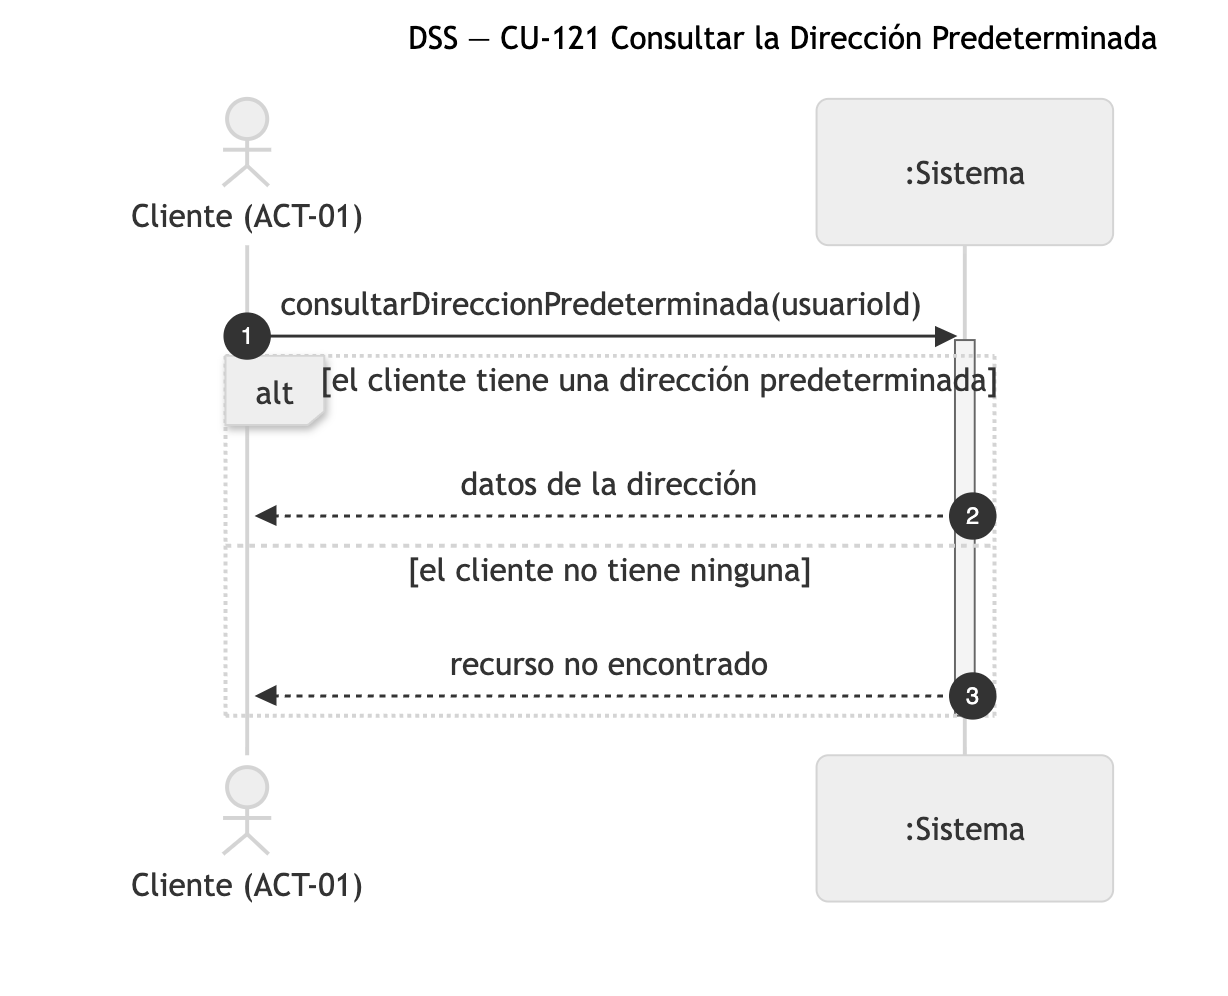 DSS — CU-121 Consultar la Dirección Predeterminada
Cliente (ACT-01)
:Sistema
consultarDireccionPredeterminada(usuarioId)
1
alt
[el cliente tiene una dirección predeterminada]
datos de la dirección
2
[el cliente no tiene ninguna]
recurso no encontrado
3
Cliente (ACT-01)
:Sistema